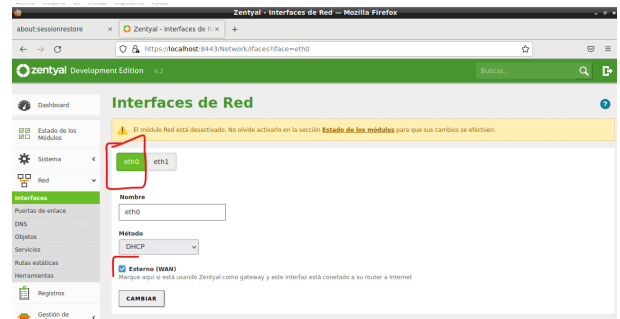 Zentyal - Interfaces de Red — Mozilla Firefox
about:sessionrestore
Zentyal - Interfaces de R
https://localhost:8443/Network/Ifaces?iface=eth0
zentyal Development Edition
Buscar...
Dashboard
Interfaces de Red
Estado de los
Módulos
El módulo Red está desactivado. No olvide activarlo en la sección Estado de los módulos para que sus cambios se efectúen.
Sistema
eth0 eth1
Red
Interfaces
Nombre
Puertas de enlace
eth0
DNS
Objetos
Método
Servicios
DHCP
Rutas estáticas
Externo (WAN)
Herramientas
Marque aquí si está usando Zentyal como gateway y este interfaz está conetado a su router a Internet
Registros
CAMBIAR
Gestión de